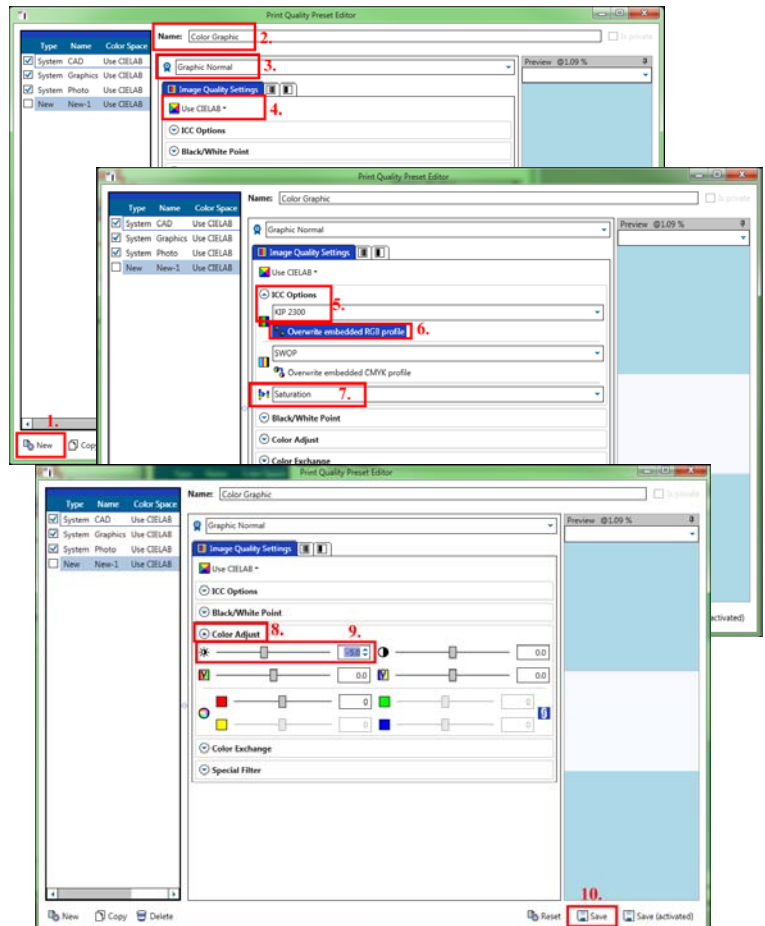 Print Quality Preset Editor
Name: Color Graphic 2. Is private
Type Name Color Space
System CAD Use CIELAB
System Graphics Use CIELAB
System Photo Use CIELAB
New New-1 Use CIELAB
Graphic Normal 3.
Preview @1.09 %
Image Quality Settings
Use CIELAB 4.
ICC Options
Black/White Point
1.
New Copy
Print Quality Preset Editor
Name: Color Graphic Is private
Type Name Color Space
System CAD Use CIELAB
System Graphics Use CIELAB
System Photo Use CIELAB
New New-1 Use CIELAB
Graphic Normal
Preview @1.09 %
Image Quality Settings
Use CIELAB
ICC Options
5.
KIP 2300
Overwrite embedded RGB profile 6.
SWOP
Overwrite embedded CMYK profile
Saturation 7.
Black/White Point
Color Adjust
Color Exchange
activated)
Print Quality Preset Editor
Name: Color Graphic Is private
Type Name Color Space
System CAD Use CIELAB
System Graphics Use CIELAB
System Photo Use CIELAB
New New-1 Use CIELAB
Graphic Normal
Preview @1.09 %
Image Quality Settings
Use CIELAB
ICC Options
Black/White Point
Color Adjust 8. 9.
-5.0 0.0
0.0 0.0
0 0
0 0
Color Exchange
Special Filter
10.
New Copy Delete Reset Save Save (activated)